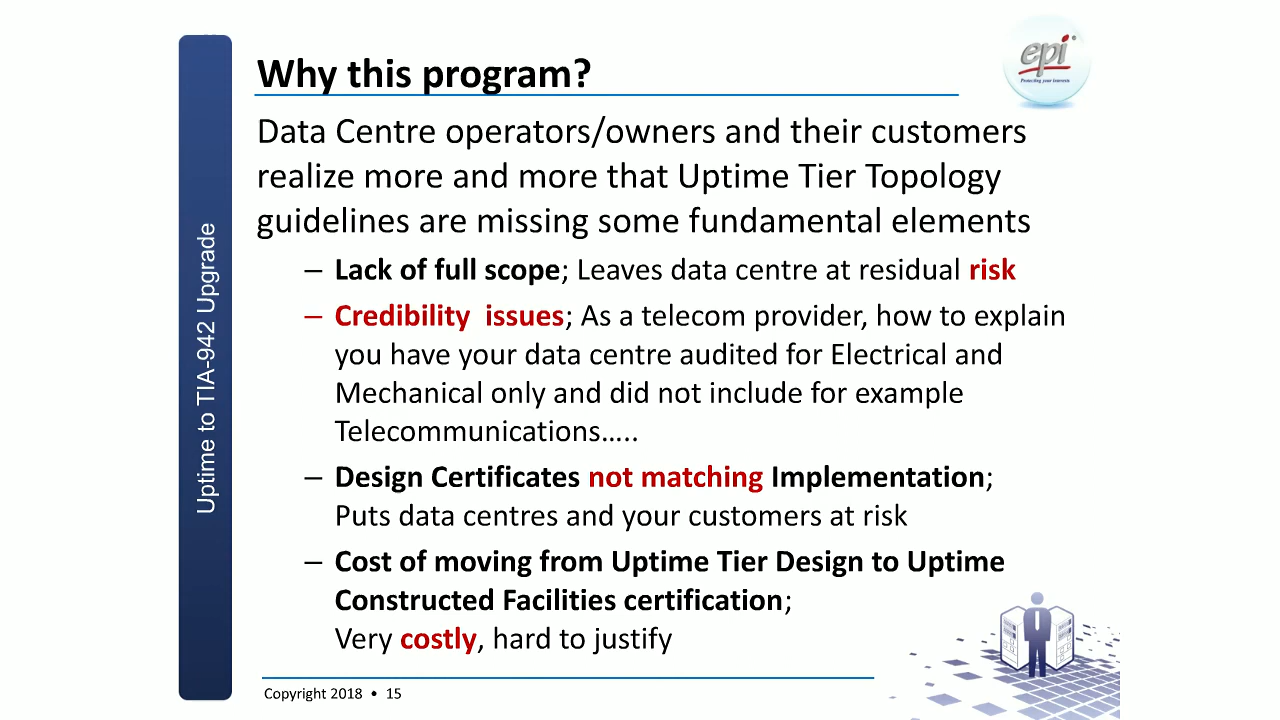 Why this program?
epi®
Protecting your interests
Data Centre operators/owners and their customers
realize more and more that Uptime Tier Topology
guidelines are missing some fundamental elements
– Lack of full scope; Leaves data centre at residual risk
– Credibility issues; As a telecom provider, how to explain
you have your data centre audited for Electrical and
Mechanical only and did not include for example
Telecommunications…..
– Design Certificates not matching Implementation;
Puts data centres and your customers at risk
– Cost of moving from Uptime Tier Design to Uptime
Constructed Facilities certification;
Very costly, hard to justify
Uptime to TIA-942 Upgrade
Copyright 2018 • 15